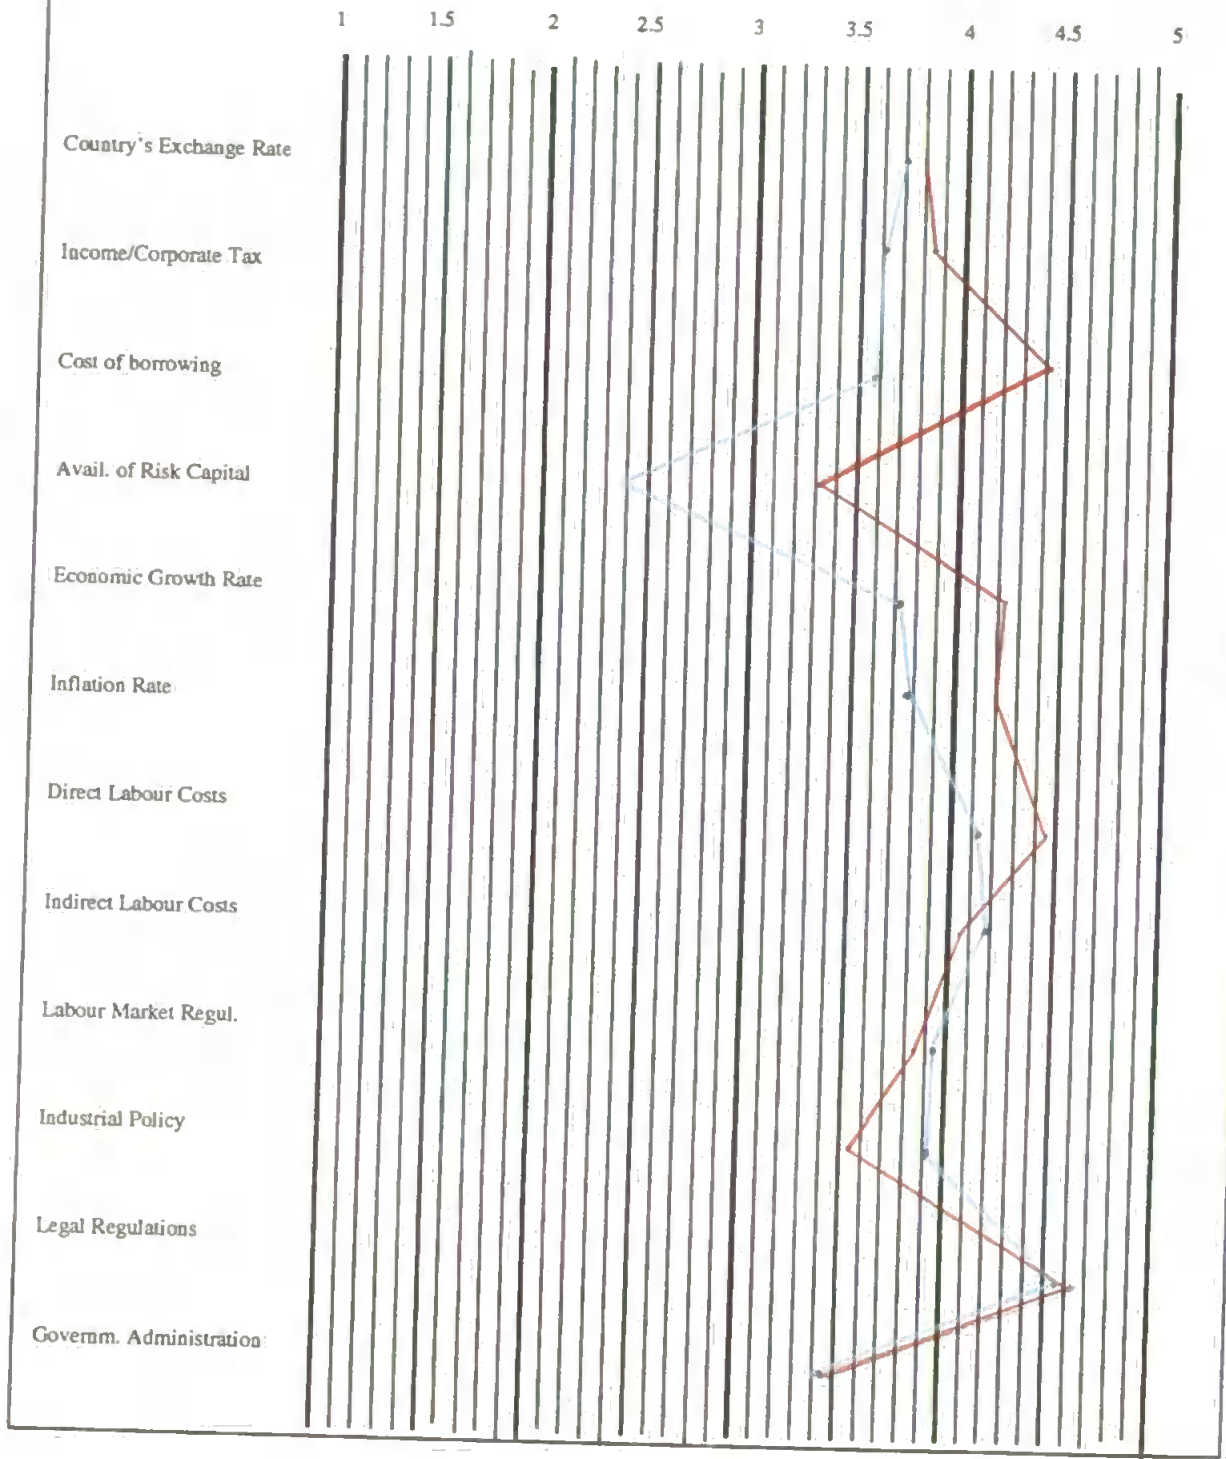 1 1.5 2 2.5 3 3.5 4 4.5 5
Country's Exchange Rate
Income/Corporate Tax
Cost of borrowing
Avail. of Risk Capital
Economic Growth Rate
Inflation Rate
Direct Labour Costs
Indirect Labour Costs
Labour Market Regul.
Industrial Policy
Legal Regulations
Governm. Administration